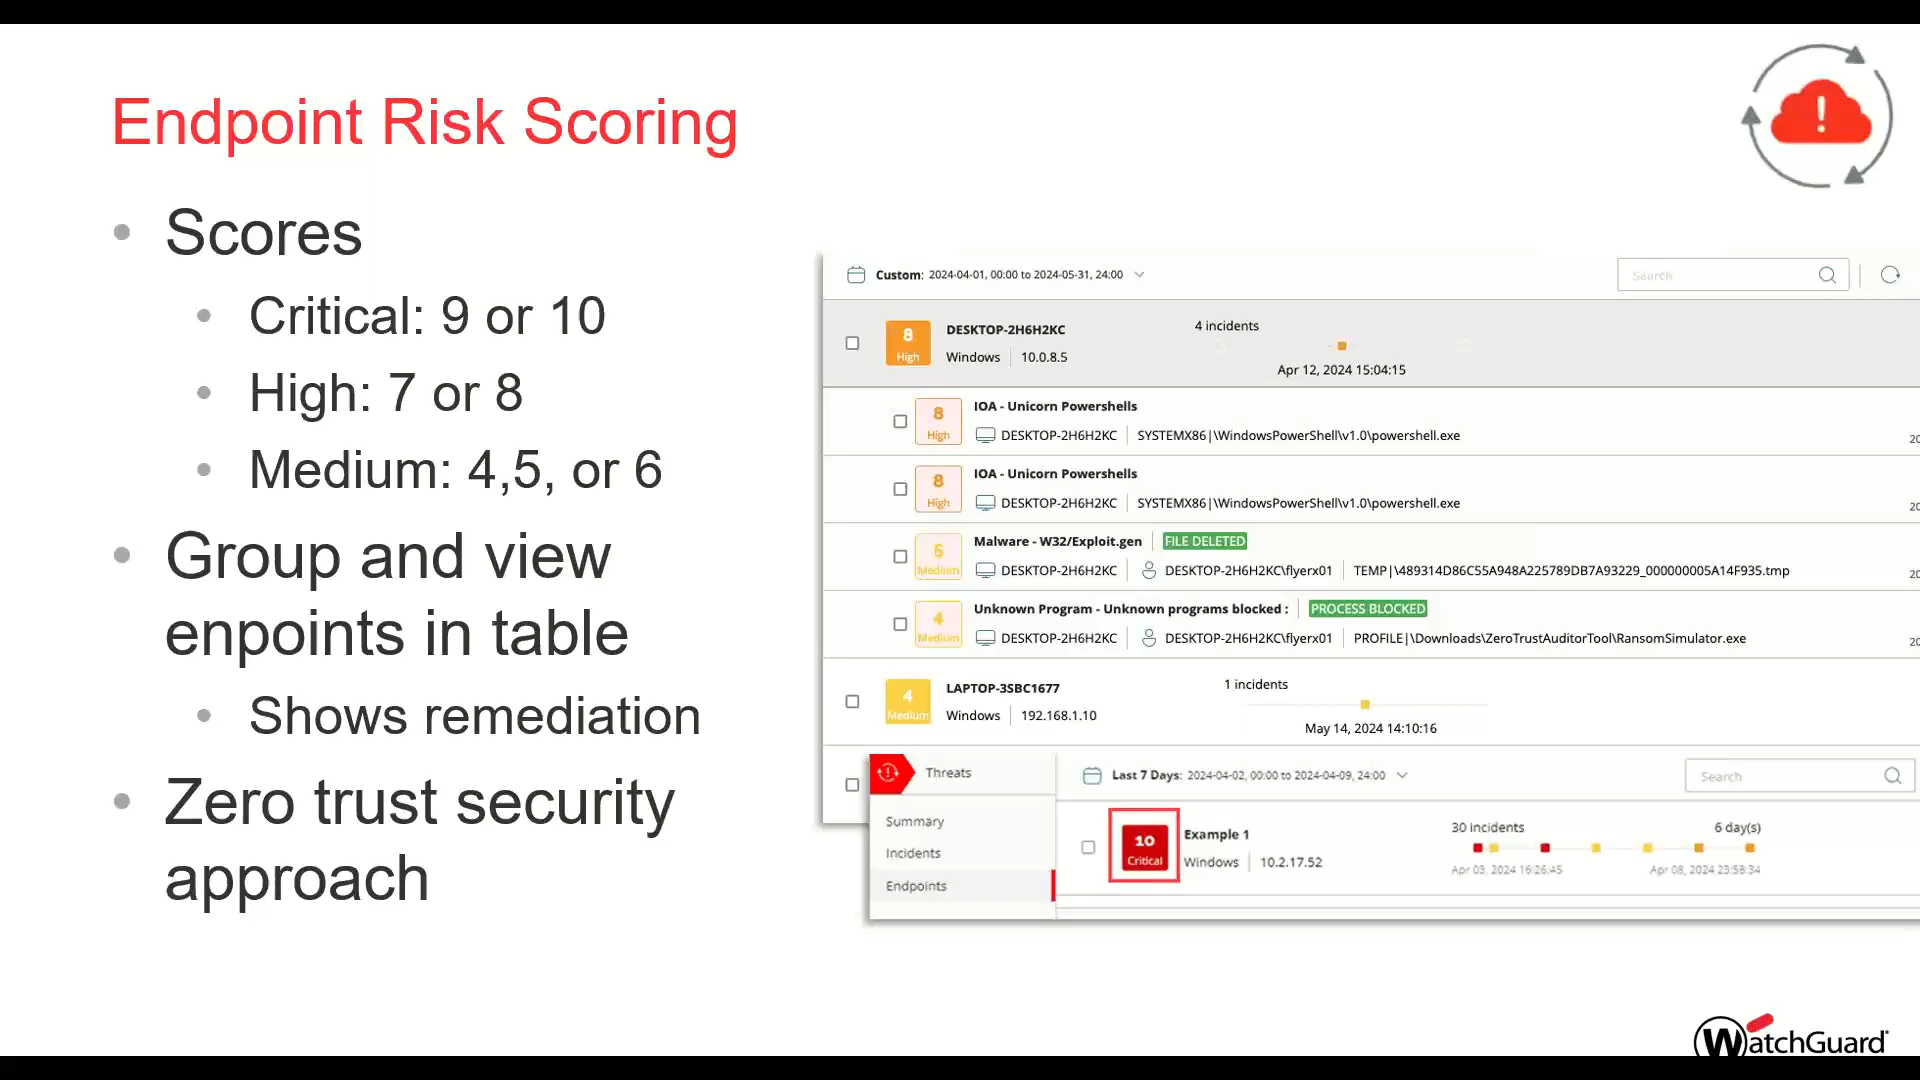 Endpoint Risk Scoring
Scores
Critical: 9 or 10
High: 7 or 8
Medium: 4,5, or 6
Group and view
enpoints in table
Shows remediation
Zero trust security
approach
Custom: 2024-04-01, 00:00 to 2024-05-31, 24:00
Search
8 High DESKTOP-2H6H2KC 4 incidents
Windows 10.0.8.5
Apr 12, 2024 15:04:15
8 High IOA - Unicorn Powershells
DESKTOP-2H6H2KC SYSTEMX86|\WindowsPowerShell\v1.0\powershell.exe
20
8 High IOA - Unicorn Powershells
DESKTOP-2H6H2KC SYSTEMX86|\WindowsPowerShell\v1.0\powershell.exe
20
Medium Malware - W32/Exploit.gen FILE DELETED
DESKTOP-2H6H2KC DESKTOP-2H6H2KC\flyerx01 TEMP|\489314D86C55A948A225789DB7A93229_000000005A14F935.tmp
20
4 Medium Unknown Program - Unknown programs blocked : PROCESS BLOCKED
DESKTOP-2H6H2KC DESKTOP-2H6H2KC\flyerx01 PROFILE|\Downloads\ZeroTrustAuditorTool\RansomSimulator.exe
20
4 Medium LAPTOP-3SBC1677 1 incidents
Windows 192.168.1.10
May 14, 2024 14:10:16
Threats
Summary
Incidents
Endpoints
Last 7 Days: 2024-04-02, 00:00 to 2024-04-09, 24:00
Search
10 Critical Example 1 30 incidents 6 day(s)
Windows 10.2.17.52
Apr 03, 2024 16:26:45 Apr 08, 2024 23:58:34
WatchGuard